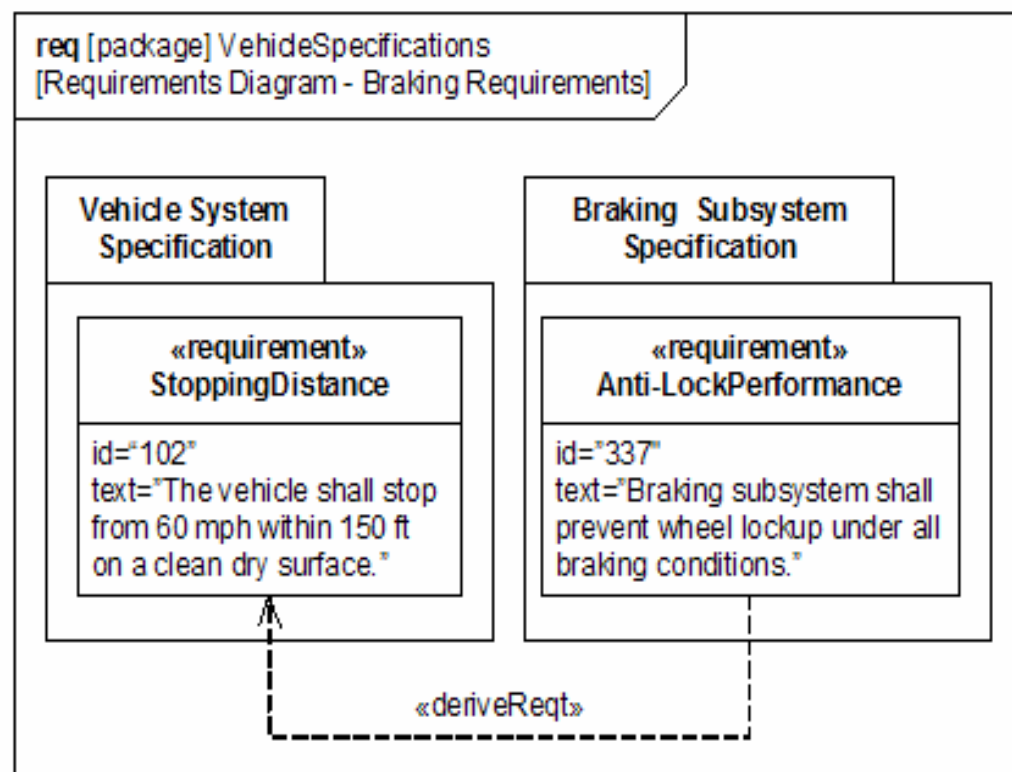 req [package] VehicleSpecifications
[Requirements Diagram - Braking Requirements]
Vehicle System
Specification
«requirement»
StoppingDistance
id="102"
text="The vehicle shall stop
from 60 mph within 150 ft
on a clean dry surface."
Braking Subsystem
Specification
«requirement»
Anti-LockPerformance
id="337"
text="Braking subsystem shall
prevent wheel lockup under all
braking conditions."
«deriveReqt»